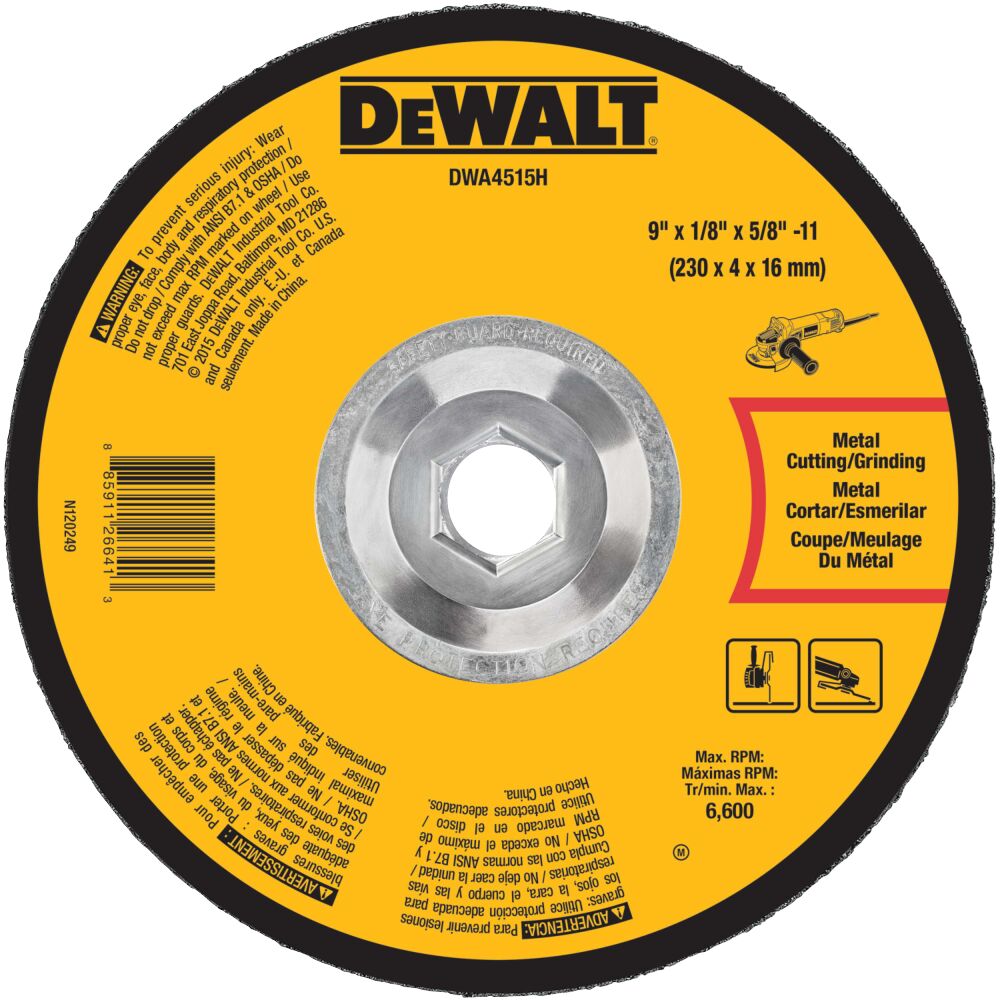 DEWALT®
DWA4515H
9" x 1/8" x 5/8" -11
(230 x 4 x 16 mm)
WARNING: To prevent serious injury: Wear
proper eye, face, body and respiratory protection /
Do not drop / Comply with ANSI B7.1 & OSHA / Do
not exceed max RPM marked on wheel / Use
proper guards. DEWALT Industrial Tool Co.
701 East Joppa Road, Baltimore, MD 21286
© 2015 DEWALT Industrial Tool Co. U.S.
and Canada only. E.-U. et Canada
seulement. Made in China.
SAFETY GUARD REQUIRED
EYE PROTECTION REQUIRED
Metal
Cutting/Grinding
Metal
Cortar/Esmerilar
Coupe/Meulage
Du Métal
8 85911 26641 3
N120249
Max. RPM:
Máximas RPM:
Tr/min. Max. :
6,600
M
AVERTISSEMENT : Pour empêcher des
blessures graves : Porter une protection
adéquate des yeux, du visage, du corps et
des voies respiratoires. / Ne pas échapper.
/ Se conformer aux normes ANSI B7.1 et
OSHA. / Ne pas dépasser le régime
maximal indiqué sur la meule. /
Utiliser des pare-mains
convenables. Fabriqué en Chine.
ADVERTENCIA: Para prevenir lesiones
graves: Utilice protección adecuada para
los ojos, la cara, el cuerpo y las vías
respiratorias / No deje caer la unidad /
Cumpla con las normas ANSI B7.1 y
OSHA / No exceda el máximo de
RPM marcado en el disco /
Utilice protectores adecuados.
Hecho en China.